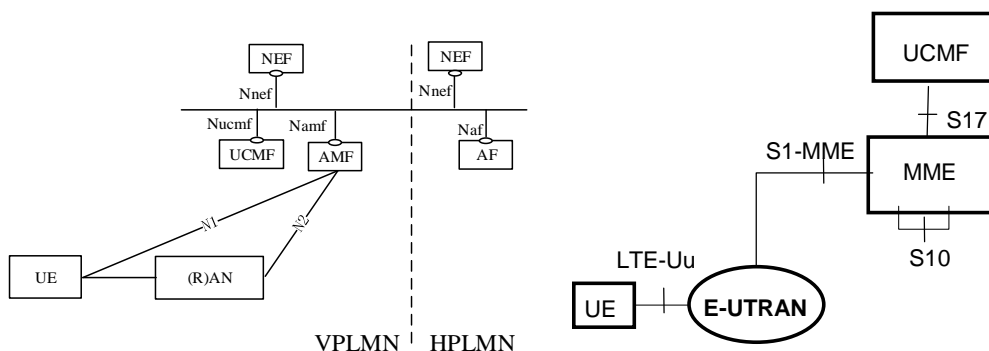 NEF
NEF
Nnef
Nnef
Nucmf
Namf
Naf
UCMF
AMF
AF
N1
N2
UE
(R)AN
VPLMN
HPLMN
UCMF
S17
S1-MME
MME
S10
LTE-Uu
UE
E-UTRAN